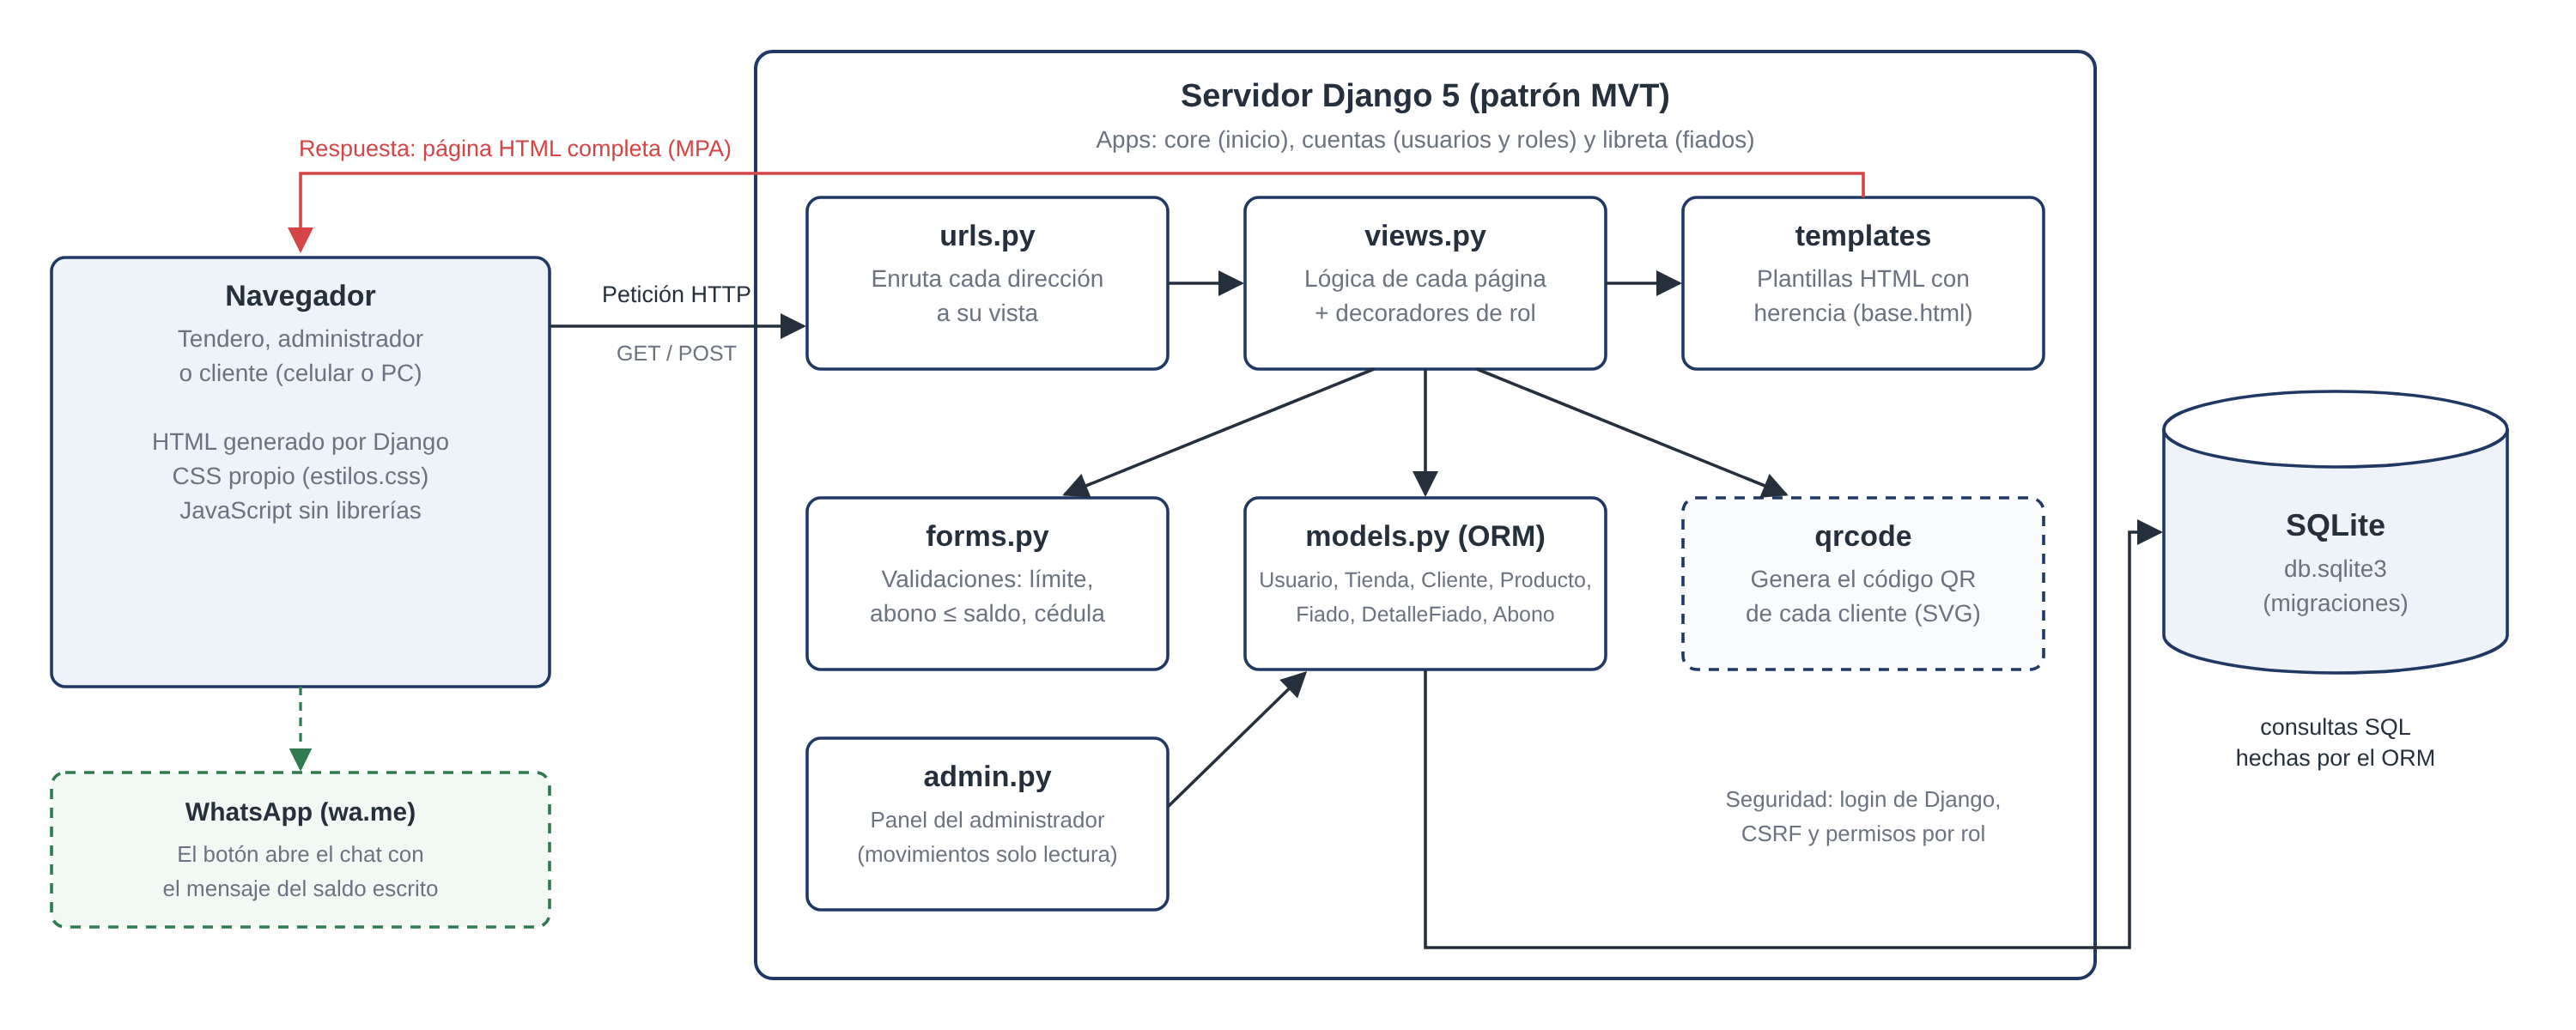 Servidor Django 5 (patrón MVT)
Apps: core (inicio), cuentas (usuarios y roles) y libreta (fiados)
Respuesta: página HTML completa (MPA)
Navegador
Tendero, administrador
o cliente (celular o PC)
HTML generado por Django
CSS propio (estilos.css)
JavaScript sin librerías
Petición HTTP
GET / POST
urls.py
Enruta cada dirección
a su vista
views.py
Lógica de cada página
+ decoradores de rol
templates
Plantillas HTML con
herencia (base.html)
forms.py
Validaciones: límite,
abono ≤ saldo, cédula
models.py (ORM)
Usuario, Tienda, Cliente, Producto,
Fiado, DetalleFiado, Abono
qrcode
Genera el código QR
de cada cliente (SVG)
SQLite
db.sqlite3
(migraciones)
consultas SQL
hechas por el ORM
WhatsApp (wa.me)
El botón abre el chat con
el mensaje del saldo escrito
admin.py
Panel del administrador
(movimientos solo lectura)
Seguridad: login de Django,
CSRF y permisos por rol